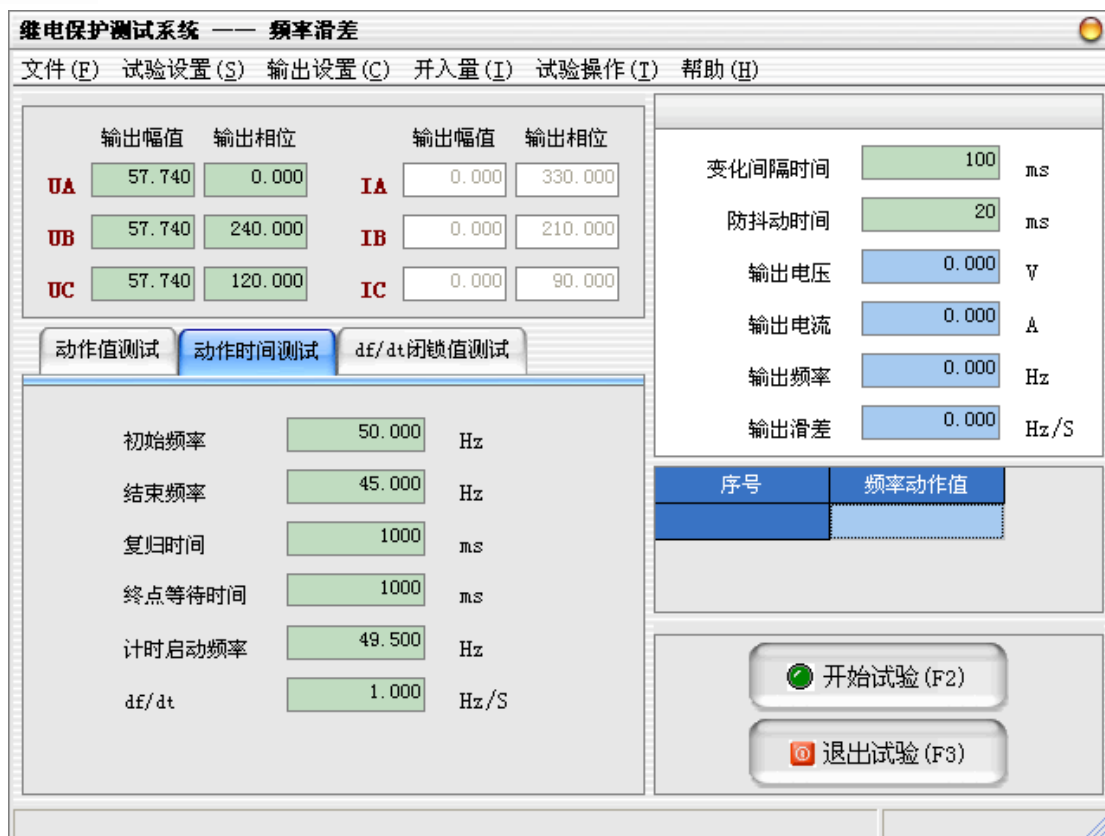 继电保护测试系统 —— 频率滑差
文件(F) 试验设置(S) 输出设置(C) 开入量(I) 试验操作(T) 帮助(H)
输出幅值 输出相位 输出幅值 输出相位
UA 57.740 0.000 IA 0.000 330.000
UB 57.740 240.000 IB 0.000 210.000
UC 57.740 120.000 IC 0.000 90.000
动作值测试 动作时间测试 df/dt闭锁值测试
初始频率 50.000 Hz
结束频率 45.000 Hz
复归时间 1000 ms
终点等待时间 1000 ms
计时启动频率 49.500 Hz
df/dt 1.000 Hz/S
变化间隔时间 100 ms
防抖动时间 20 ms
输出电压 0.000 V
输出电流 0.000 A
输出频率 0.000 Hz
输出滑差 0.000 Hz/S
序号 频率动作值
开始试验(F2)
退出试验(F3)